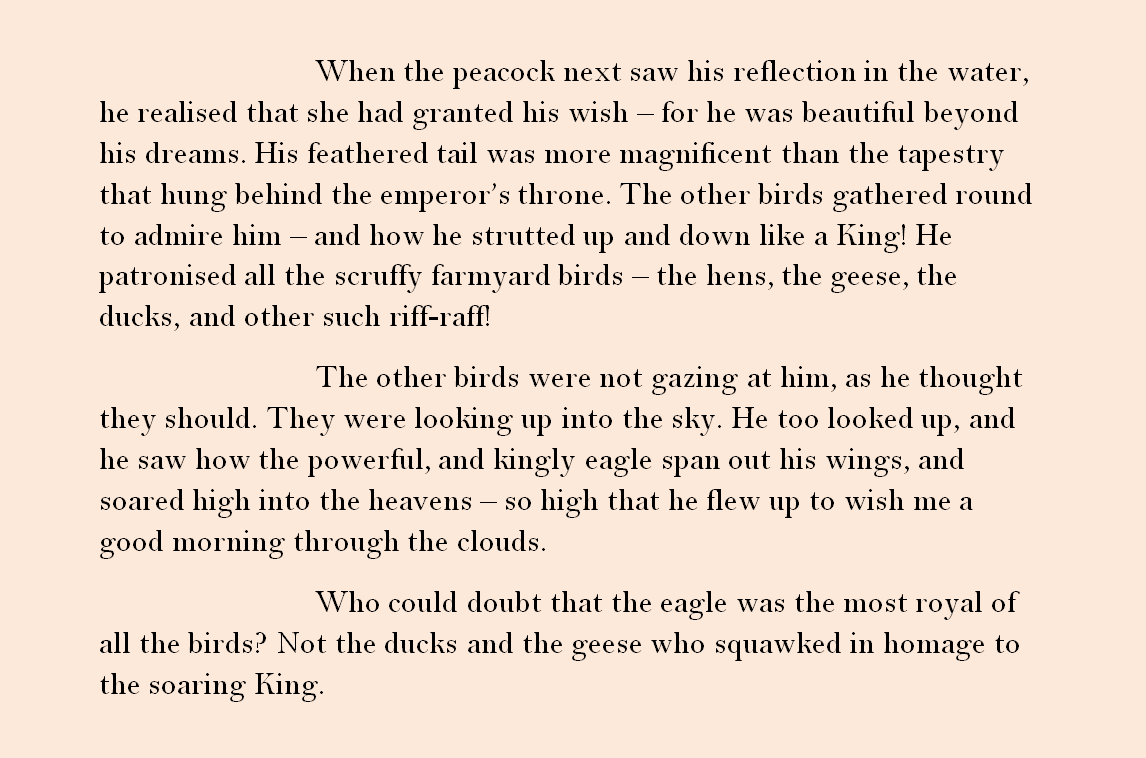 When the peacock next saw his reflection in the water,
he realised that she had granted his wish – for he was beautiful beyond
his dreams. His feathered tail was more magnificent than the tapestry
that hung behind the emperor’s throne. The other birds gathered round
to admire him – and how he strutted up and down like a King! He
patronised all the scruffy farmyard birds – the hens, the geese, the
ducks, and other such riff-raff!
The other birds were not gazing at him, as he thought
they should. They were looking up into the sky. He too looked up, and
he saw how the powerful, and kingly eagle span out his wings, and
soared high into the heavens – so high that he flew up to wish me a
good morning through the clouds.
Who could doubt that the eagle was the most royal of
all the birds? Not the ducks and the geese who squawked in homage to
the soaring King.